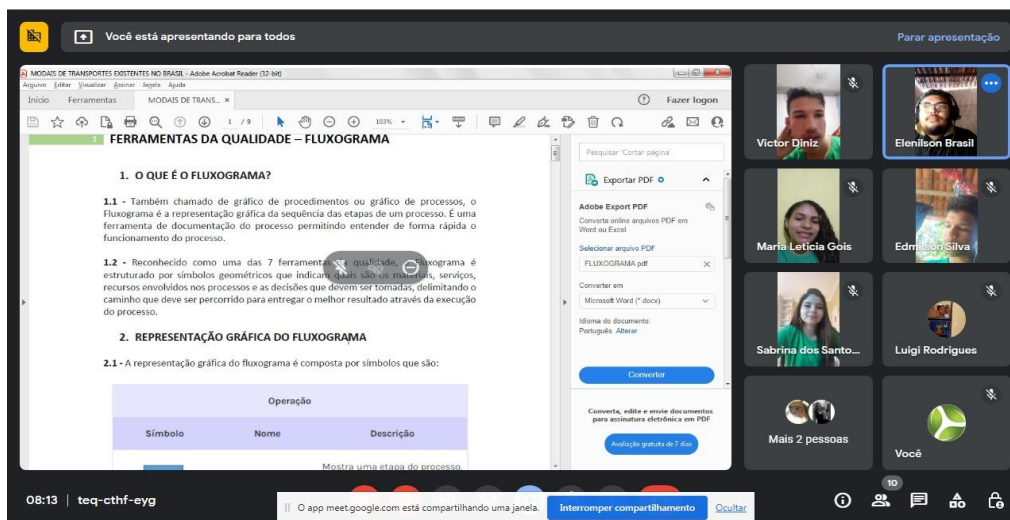 Você está apresentando para todos
Parar apresentação
MODAIS DE TRANSPORTES EXISTENTES NO BRASIL - Adobe Acrobat Reader (32-bit)
Arquivo Editar Visualizar Assinar Janela Ajuda
Início Ferramentas MODAIS DE TRANS... × Fazer logon
1 / 9 103%
1 FERRAMENTAS DA QUALIDADE – FLUXOGRAMA
1. O QUE É O FLUXOGRAMA?
1.1 - Também chamado de gráfico de procedimentos ou gráfico de processos, o
Fluxograma é a representação gráfica da sequência das etapas de um processo. É uma
ferramenta de documentação do processo permitindo entender de forma rápida o
funcionamento do processo.
1.2 - Reconhecido como uma das 7 ferramentas qualidade, Fluxograma é
estruturado por símbolos geométricos que indicam quais são os materiais, serviços,
recursos envolvidos nos processos e as decisões que devem ser tomadas, delimitando o
caminho que deve ser percorrido para entregar o melhor resultado através da execução
do processo.
2. REPRESENTAÇÃO GRÁFICA DO FLUXOGRAMA
2.1 - A representação gráfica do fluxograma é composta por símbolos que são:
Operação
Símbolo Nome Descrição
Mostra uma etapa do processo.
Pesquisar 'Cortar página'
Exportar PDF
Adobe Export PDF
Converta online arquivos PDF em
Word ou Excel
Selecionar arquivo PDF
FLUXOGRAMA.pdf ×
Converter em
Microsoft Word (*.docx)
Idioma do documento:
Português Alterar
Converter
Converta, edite e envie documentos
para assinatura eletrônica em PDF
Avaliação gratuita de 7 dias
Victor Diniz
Elenilson Brasil
Maria Leticia Gois
Edmilson Silva
Sabrina dos Santo...
Luigi Rodrigues
Mais 2 pessoas
Você
08:13 | teq-cthf-eyg
O app meet.google.com está compartilhando uma janela. Interromper compartilhamento Ocultar
10